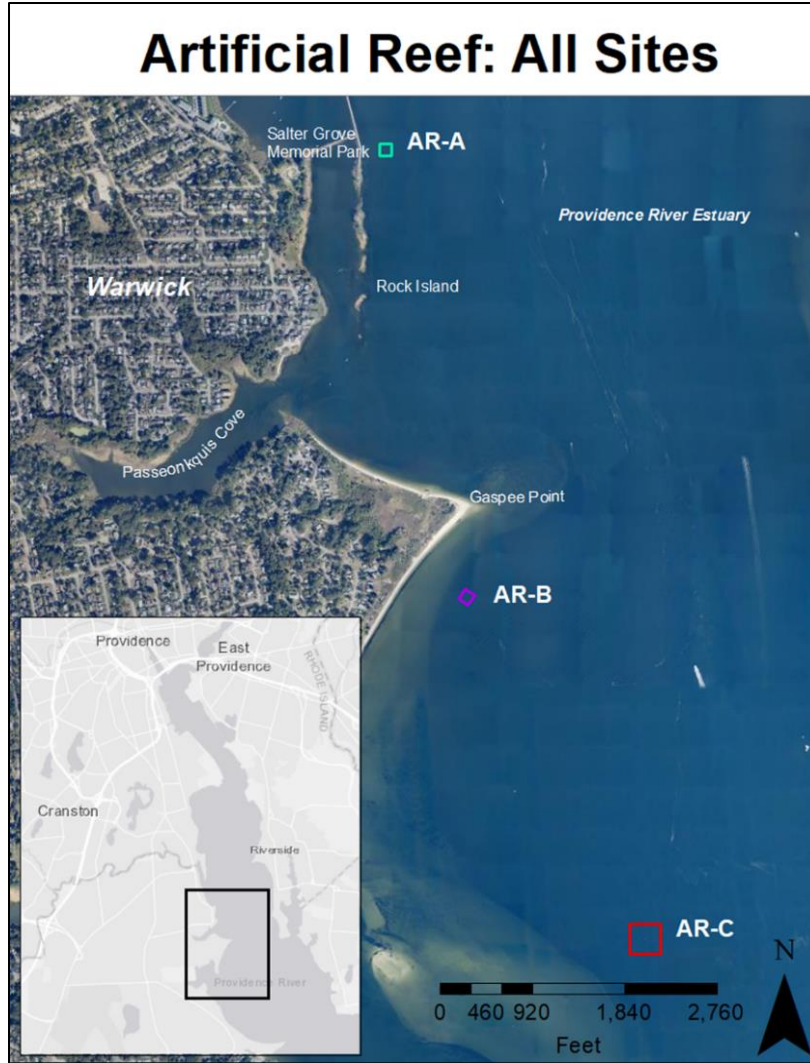 Artificial Reef: All Sites
Salter Grove
Memorial Park
AR-A
Providence River Estuary
Warwick
Rock Island
Passeonkquis Cove
Gaspee Point
AR-B
Providence
East
Providence
RHODE ISLAND
Cranston
Riverside
Providence River
AR-C
N
0 460 920 1,840 2,760
Feet